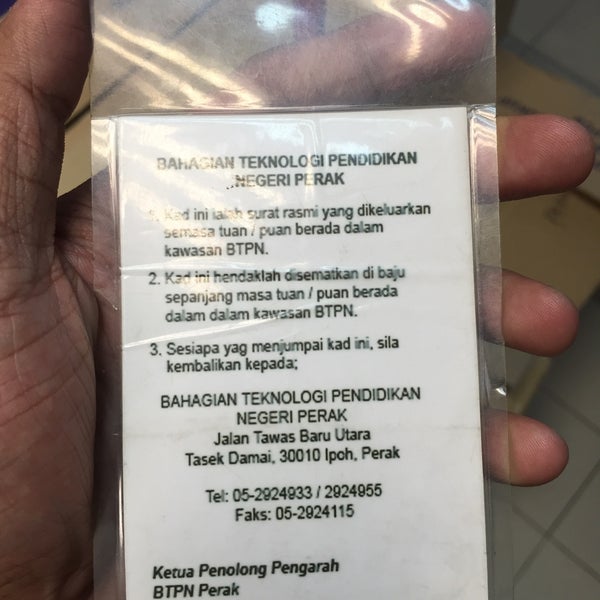 BAHAGIAN TEKNOLOGI PENDIDIKAN
NEGERI PERAK
1. Kad ini ialah surat rasmi yang dikeluarkan
semasa tuan / puan berada dalam
kawasan BTPN.
2. Kad ini hendaklah disematkan di baju
sepanjang masa tuan / puan berada
dalam dalam kawasan BTPN.
3. Sesiapa yag menjumpai kad ini, sila
kembalikan kepada;
BAHAGIAN TEKNOLOGI PENDIDIKAN
NEGERI PERAK
Jalan Tawas Baru Utara
Tasek Damai, 30010 Ipoh, Perak
Tel: 05-2924933 / 2924955
Faks: 05-2924115
Ketua Penolong Pengarah
BTPN Perak